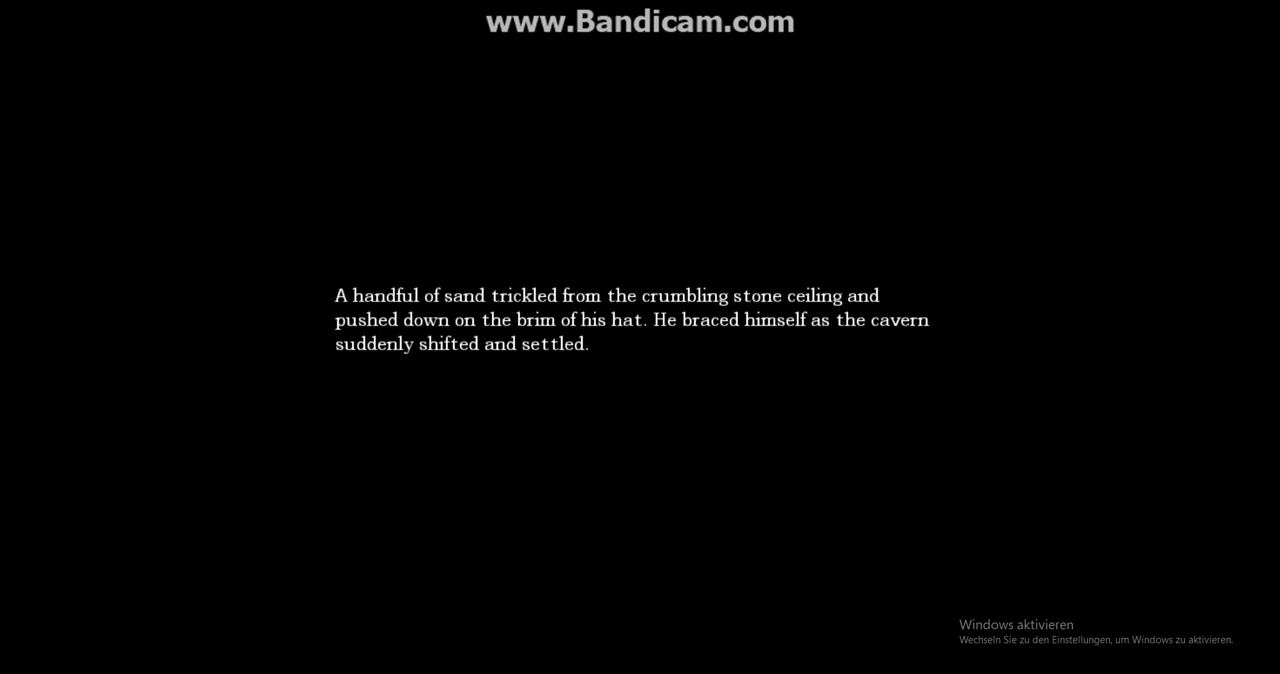 www.Bandicam.com
A handful of sand trickled from the crumbling stone ceiling and
pushed down on the brim of his hat. He braced himself as the cavern
suddenly shifted and settled.
Windows aktivieren
Wechseln Sie zu den Einstellungen, um Windows zu aktivieren.